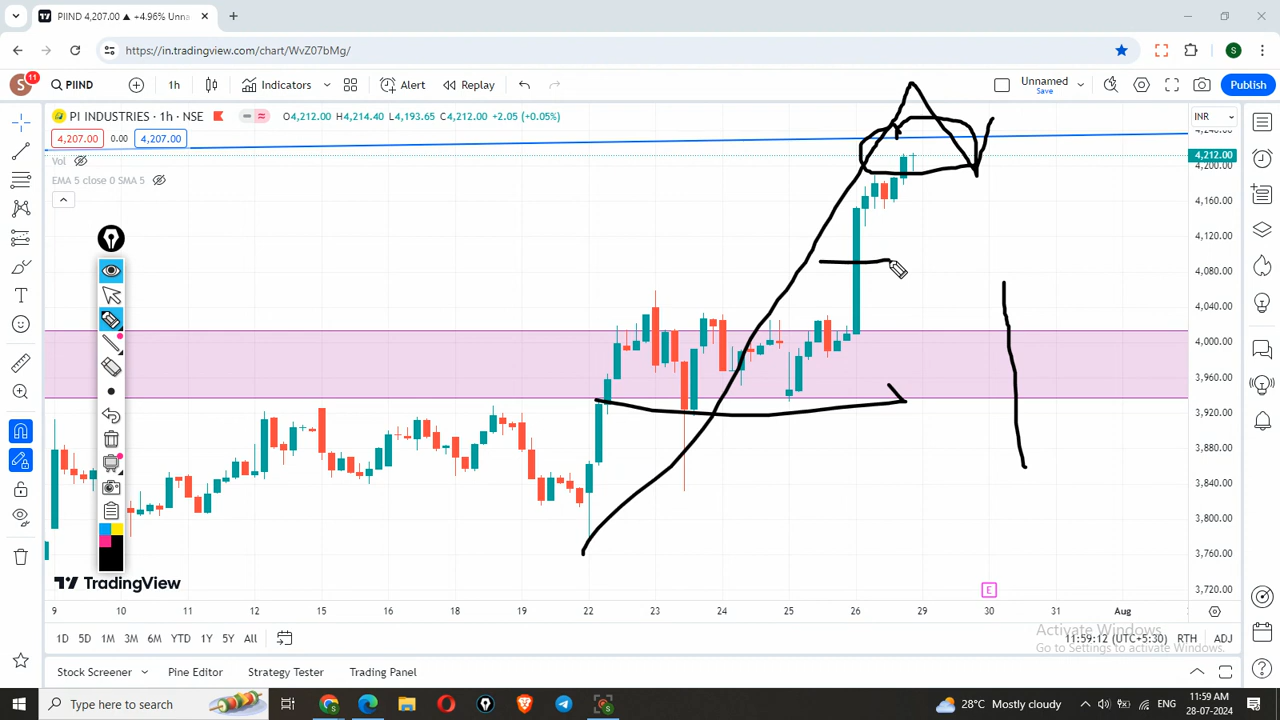 PIIND 4,207.00 ▲ +4.96% Unna
https://in.tradingview.com/chart/WvZ07bMg/
S
S 11
PIIND
1h
Indicators
Alert
Replay
Unnamed
Save
Publish
PI INDUSTRIES · 1h · NSE
O4,212.00 H4,214.40 L4,193.65 C4,212.00 +2.05 (+0.05%)
INR
4,207.00 0.00 4,207.00
4,240.00
4,212.00
Vol
4,200.00
EMA 5 close 0 SMA 5
4,160.00
4,120.00
4,080.00
4,040.00
4,000.00
3,960.00
3,920.00
3,880.00
3,840.00
3,800.00
3,760.00
3,720.00
TradingView
E
9 10 11 12 15 16 18 19 22 23 24 25 26 29 30 31 Aug
1D 5D 1M 3M 6M YTD 1Y 5Y All
11:59:12 (UTC+5:30) RTH ADJ
Activate Windows
Go to Settings to activate Windows.
Stock Screener
Pine Editor
Strategy Tester
Trading Panel
Type here to search
28°C Mostly cloudy
ENG
11:59 AM
28-07-2024